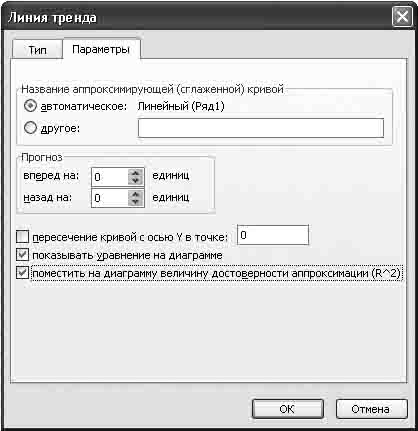 Линия тренда
Тип
Параметры
Название аппроксимирующей (сглаженной) кривой
автоматическое: Линейный (Ряд1)
другое:
Прогноз
вперед на: 0 единиц
назад на: 0 единиц
пересечение кривой с осью Y в точке: 0
показывать уравнение на диаграмме
поместить на диаграмму величину достоверности аппроксимации (R^2)
ОК
Отмена